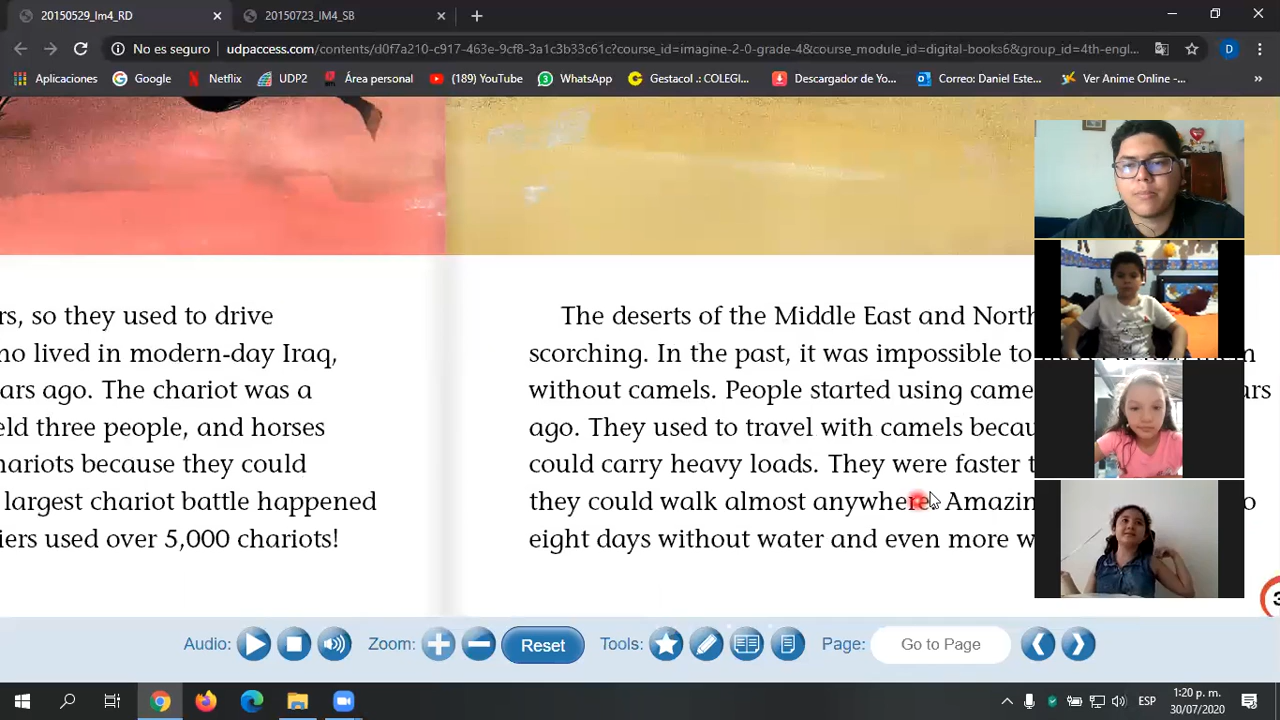 20150529_Im4_RD
20150723_IM4_SB
No es seguro
udpaccess.com/contents/d0f7a210-c917-463e-9cf8-3a1c3b33c61c?course_id=imagine-2-0-grade-4&course_module_id=digital-books6&group_id=4th-engl...
D
Aplicaciones
Google
Netflix
UDP2
Área personal
(189) YouTube
WhatsApp
Gestacol .: COLEGI...
Descargador de Yo...
Correo: Daniel Este...
Ver Anime Online -...
»
rs, so they used to drive
ho lived in modern-day Iraq,
ears ago. The chariot was a
eld three people, and horses
hariots because they could
largest chariot battle happened
iers used over 5,000 chariots!
The deserts of the Middle East and North
scorching. In the past, it was impossible to
without camels. People started using came ars
ago. They used to travel with camels becau
could carry heavy loads. They were faster
they could walk almost anywhere. Amazin o
eight days without water and even more w
3
Audio:
Zoom:
Reset
Tools:
Page:
Go to Page
ESP
1:20 p. m.
30/07/2020